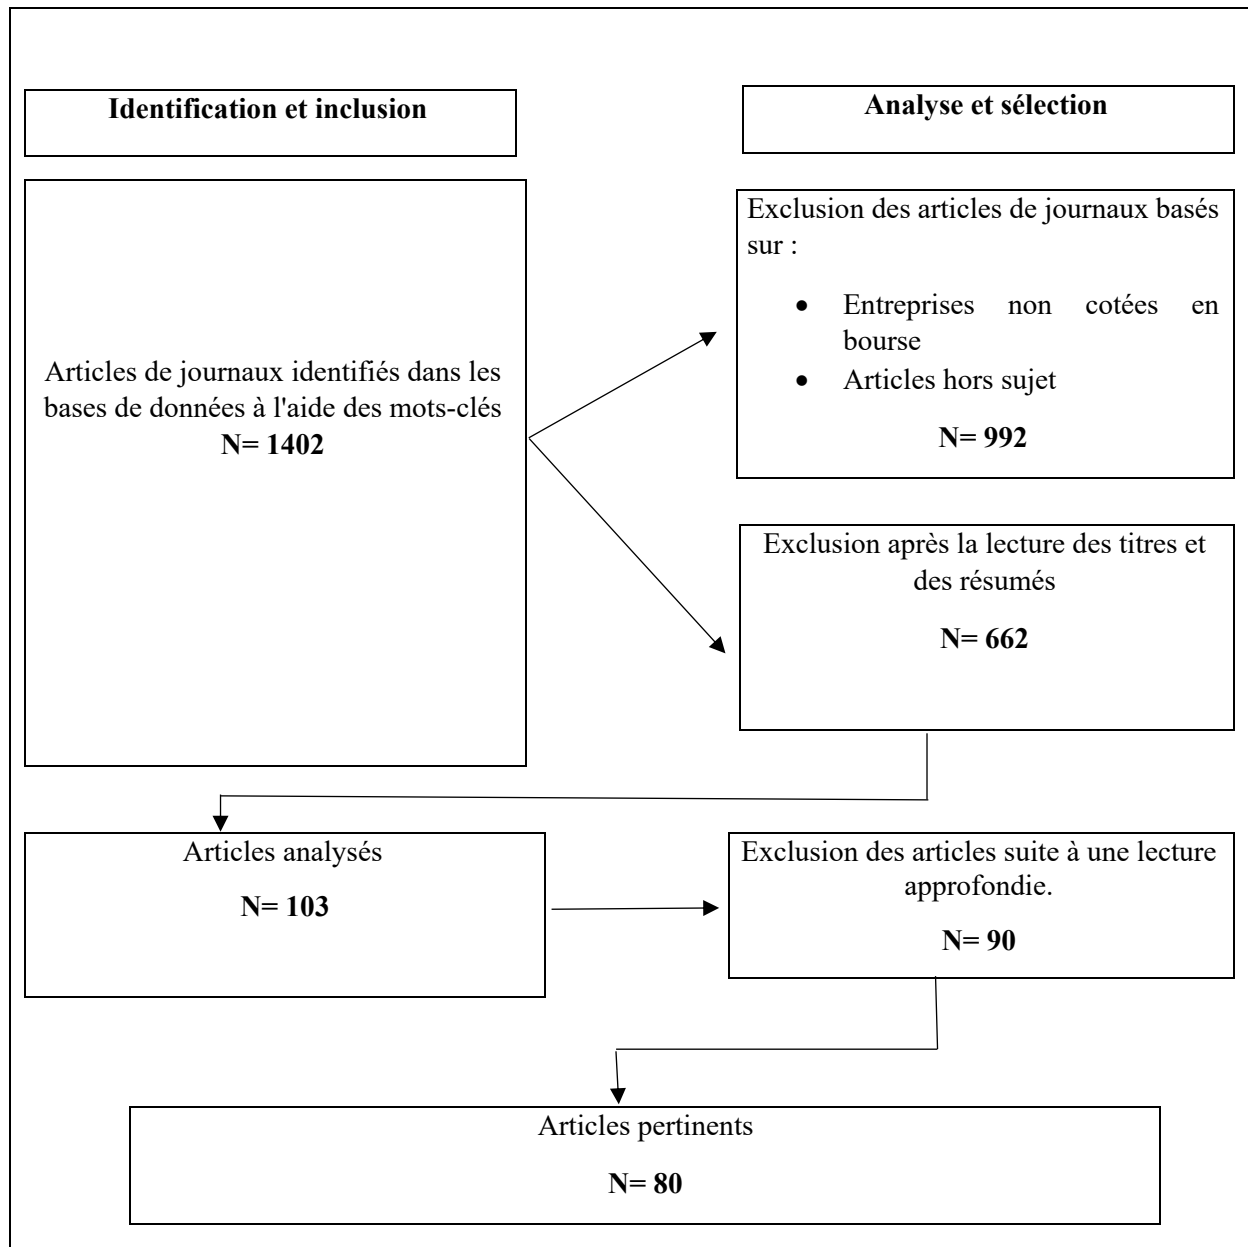 Identification et inclusion
Analyse et sélection
Articles de journaux identifiés dans les
bases de données à l'aide des mots-clés
N= 1402
Exclusion des articles de journaux basés
sur :
• Entreprises non cotées en
bourse
• Articles hors sujet
N= 992
Exclusion après la lecture des titres et
des résumés
N= 662
Articles analysés
N= 103
Exclusion des articles suite à une lecture
approfondie.
N= 90
Articles pertinents
N= 80